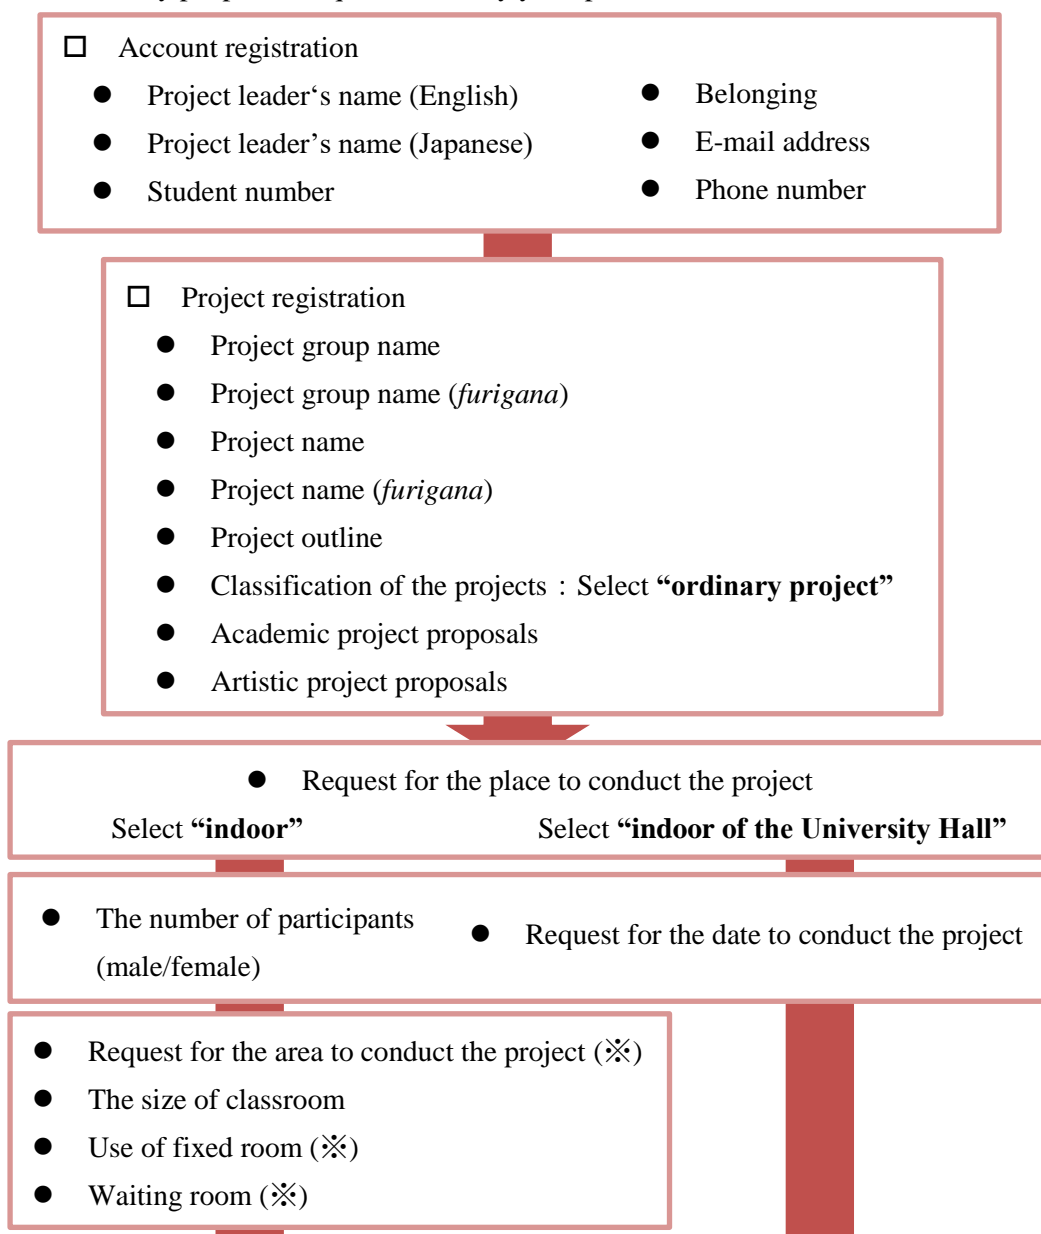 □ Account registration
● Project leader‘s name (English)
● Project leader’s name (Japanese)
● Student number
● Belonging
● E-mail address
● Phone number
□ Project registration
● Project group name
● Project group name (furigana)
● Project name
● Project name (furigana)
● Project outline
● Classification of the projects：Select “ordinary project”
● Academic project proposals
● Artistic project proposals
● Request for the place to conduct the project
Select “indoor”
Select “indoor of the University Hall”
● The number of participants
(male/female)
● Request for the date to conduct the project
● Request for the area to conduct the project (※)
● The size of classroom
● Use of fixed room (※)
● Waiting room (※)